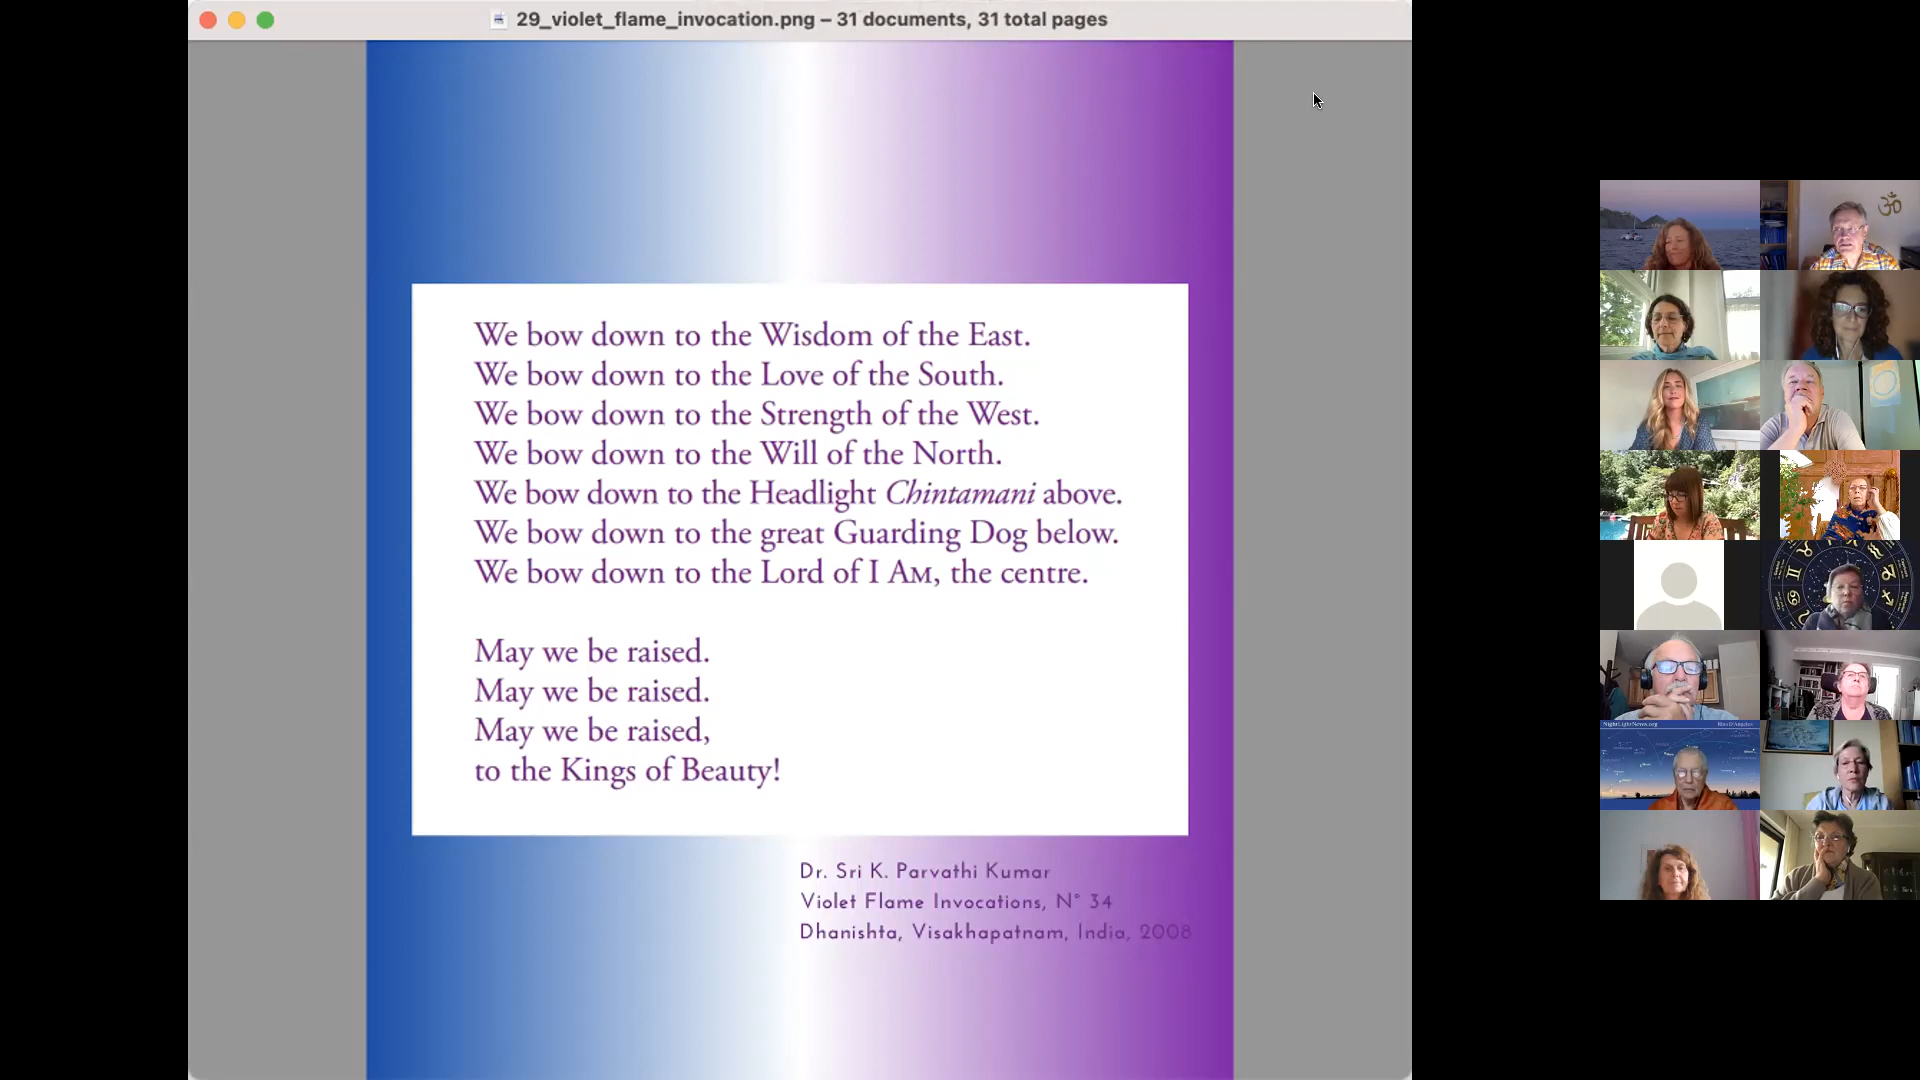 29_violet_flame_invocation.png – 31 documents, 31 total pages
We bow down to the Wisdom of the East.
We bow down to the Love of the South.
We bow down to the Strength of the West.
We bow down to the Will of the North.
We bow down to the Headlight Chintamani above.
We bow down to the great Guarding Dog below.
We bow down to the Lord of I AM, the centre.
May we be raised.
May we be raised.
May we be raised,
to the Kings of Beauty!
Dr. Sri K. Parvathi Kumar
Violet Flame Invocations, N° 34
Dhanishta, Visakhapatnam, India, 2008
ॐ
NightLightNews.org